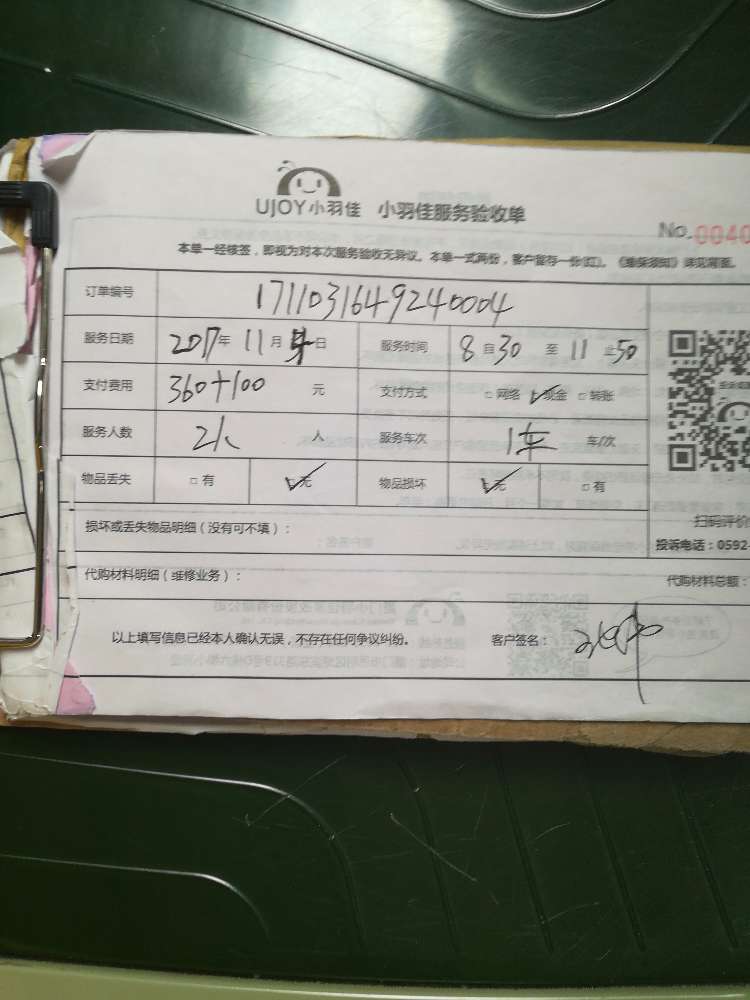 UJOY小羽佳 小羽佳服务验收单
No.0040
本单一经核签，即视为对本次服务验收无异议。本单一式两份，客户留存一份(红)。《维保须知》详见背面。
订单编号 1711031649240004
服务日期 2017年 11月 日 服务时间 8自30 至 11止50
支付费用 360+100 元 支付方式 □网络 ☑现金 □转账
服务人数 2人 人 服务车次 1车 车/次
物品丢失 □有 ☑无 物品损坏 ☑无 □有
扫码评价
损坏或丢失物品明细（没有可不填）：
投诉电话：0592-
代购材料明细（维修业务）： 代购材料总额：
以上填写信息已经本人确认无误，不存在任何争议纠纷。 客户签名：